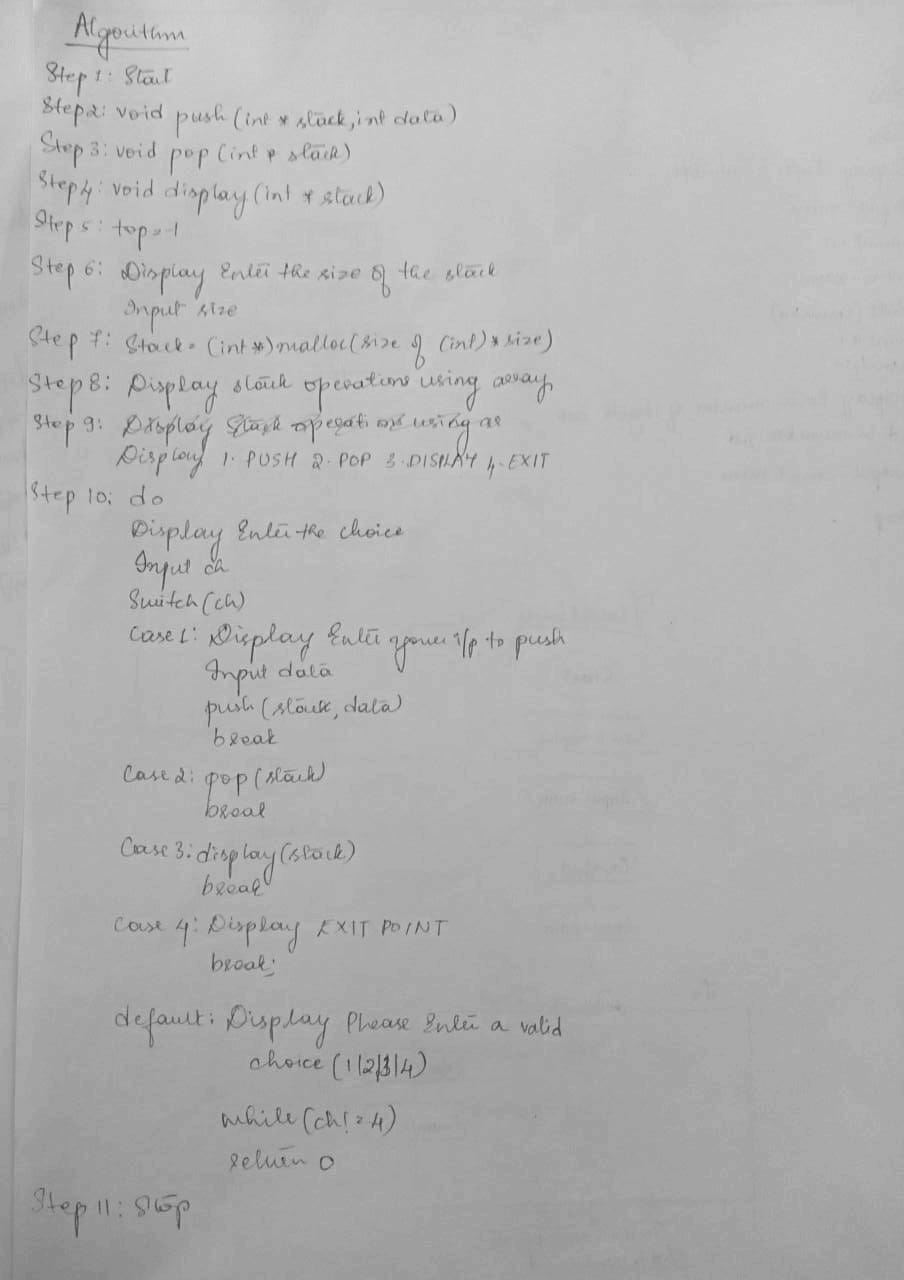 Algorithm
Step 1: Start
Step2: void push (int * stack, int data)
Step 3: void pop (int * stack)
Step 4: void display (int * stack)
Step 5: top=-1
Step 6: Display Enter the size of the stack
Input size
Step 7: Stack = (int *) malloc (size of (int) * size)
Step 8: Display stack operations using array
Step 9: Display Stack operations using ar
Display 1. PUSH 2. POP 3. DISPLAY 4. EXIT
Step 10: do
Display Enter the choice
Input ch
Switch (ch)
Case 1: Display Enter your i/p to push
Input data
push (stack, data)
break
Case 2: pop (stack)
break
Case 3: display (stack)
break
Case 4: Display EXIT POINT
break;
default: Display Please Enter a valid
choice (1|2|3|4)
while (ch! = 4)
return 0
Step 11: Stop